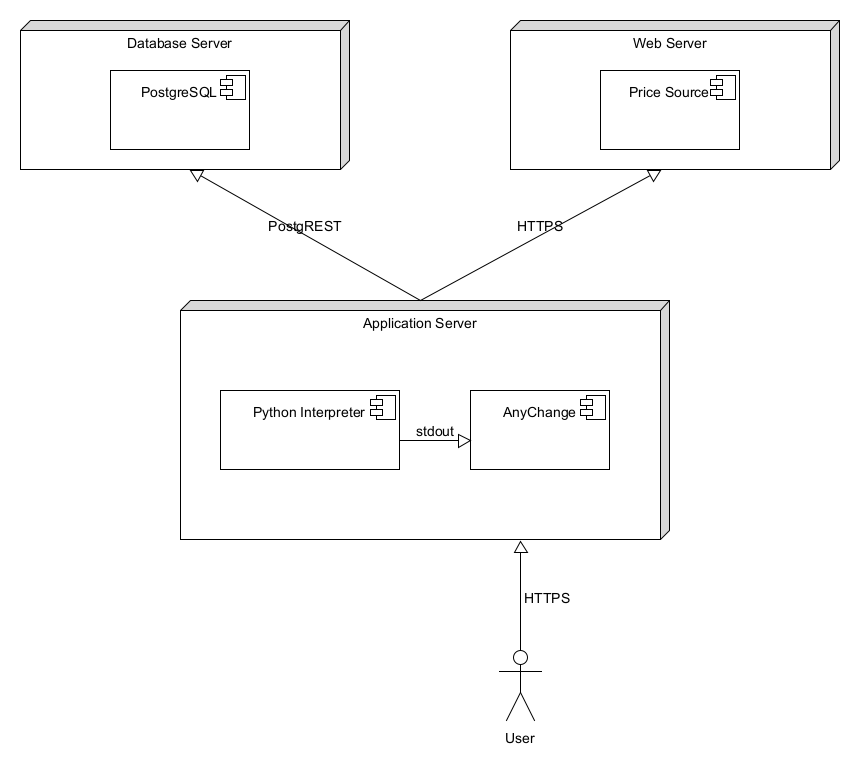 Database Server
Web Server
PostgreSQL
Price Source
PostgREST
HTTPS
Application Server
Python Interpreter
AnyChange
stdout
HTTPS
User